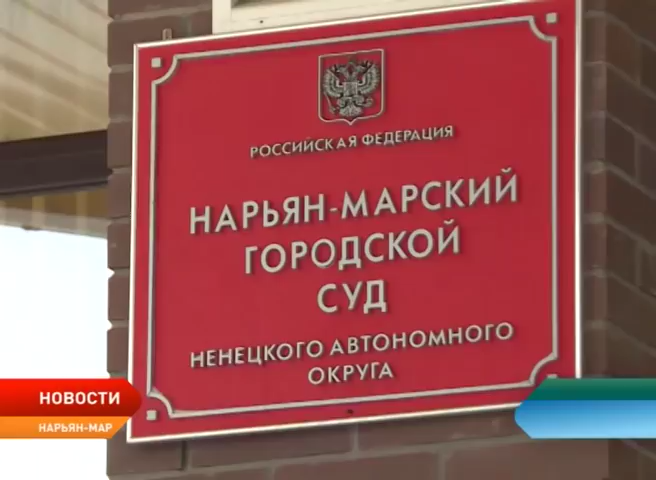 РОССИЙСКАЯ ФЕДЕРАЦИЯ
НАРЬЯН-МАРСКИЙ
ГОРОДСКОЙ
СУД
НЕНЕЦКОГО АВТОНОМНОГО
ОКРУГА
НОВОСТИ
НАРЬЯН-МАР